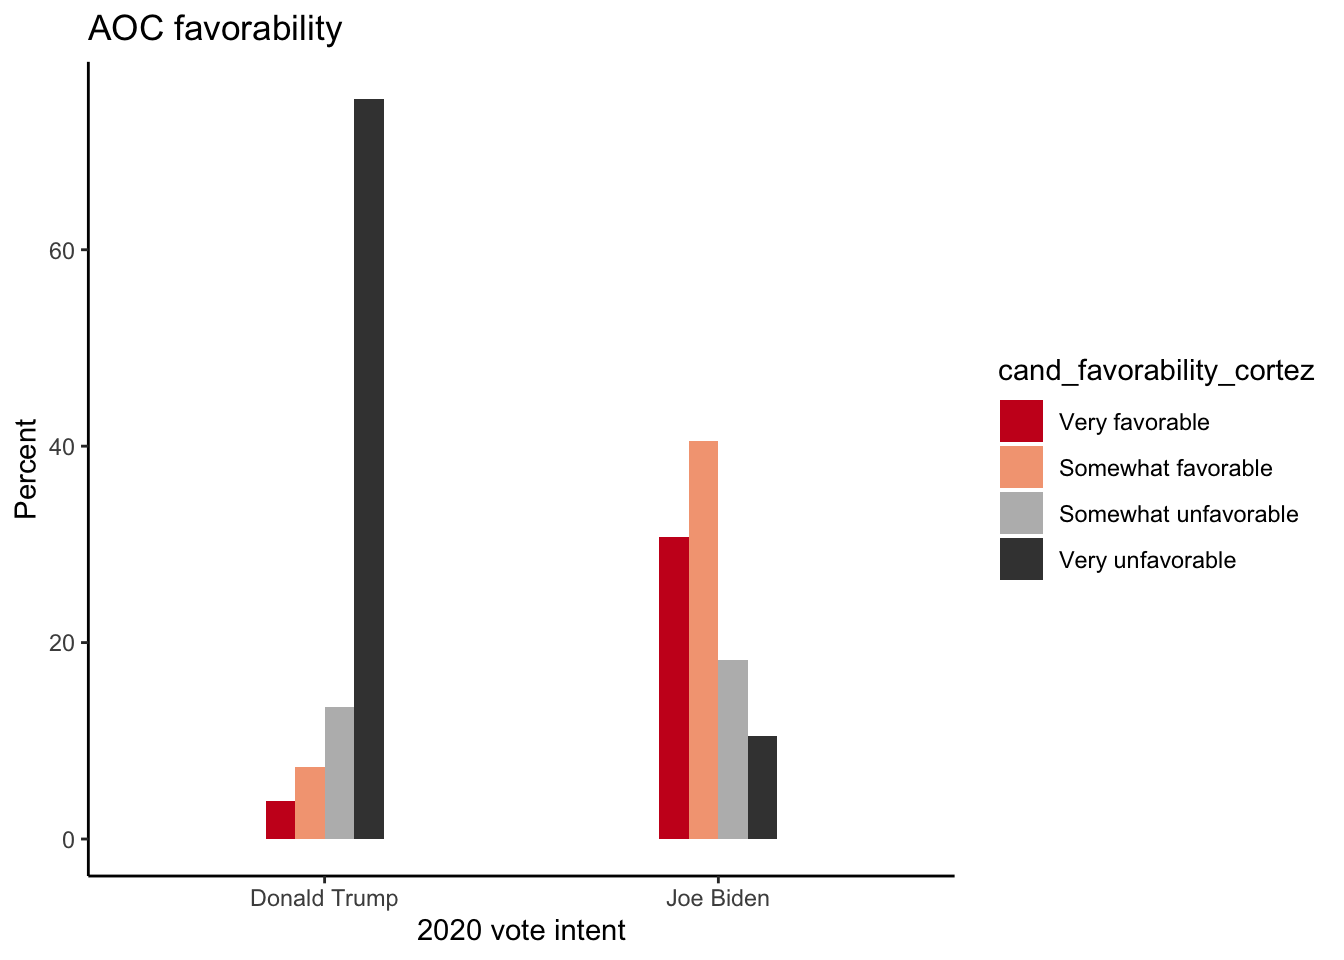 AOC favorability
60
40
20
0
Percent
Donald Trump
Joe Biden
2020 vote intent
cand_favorability_cortez
Very favorable
Somewhat favorable
Somewhat unfavorable
Very unfavorable